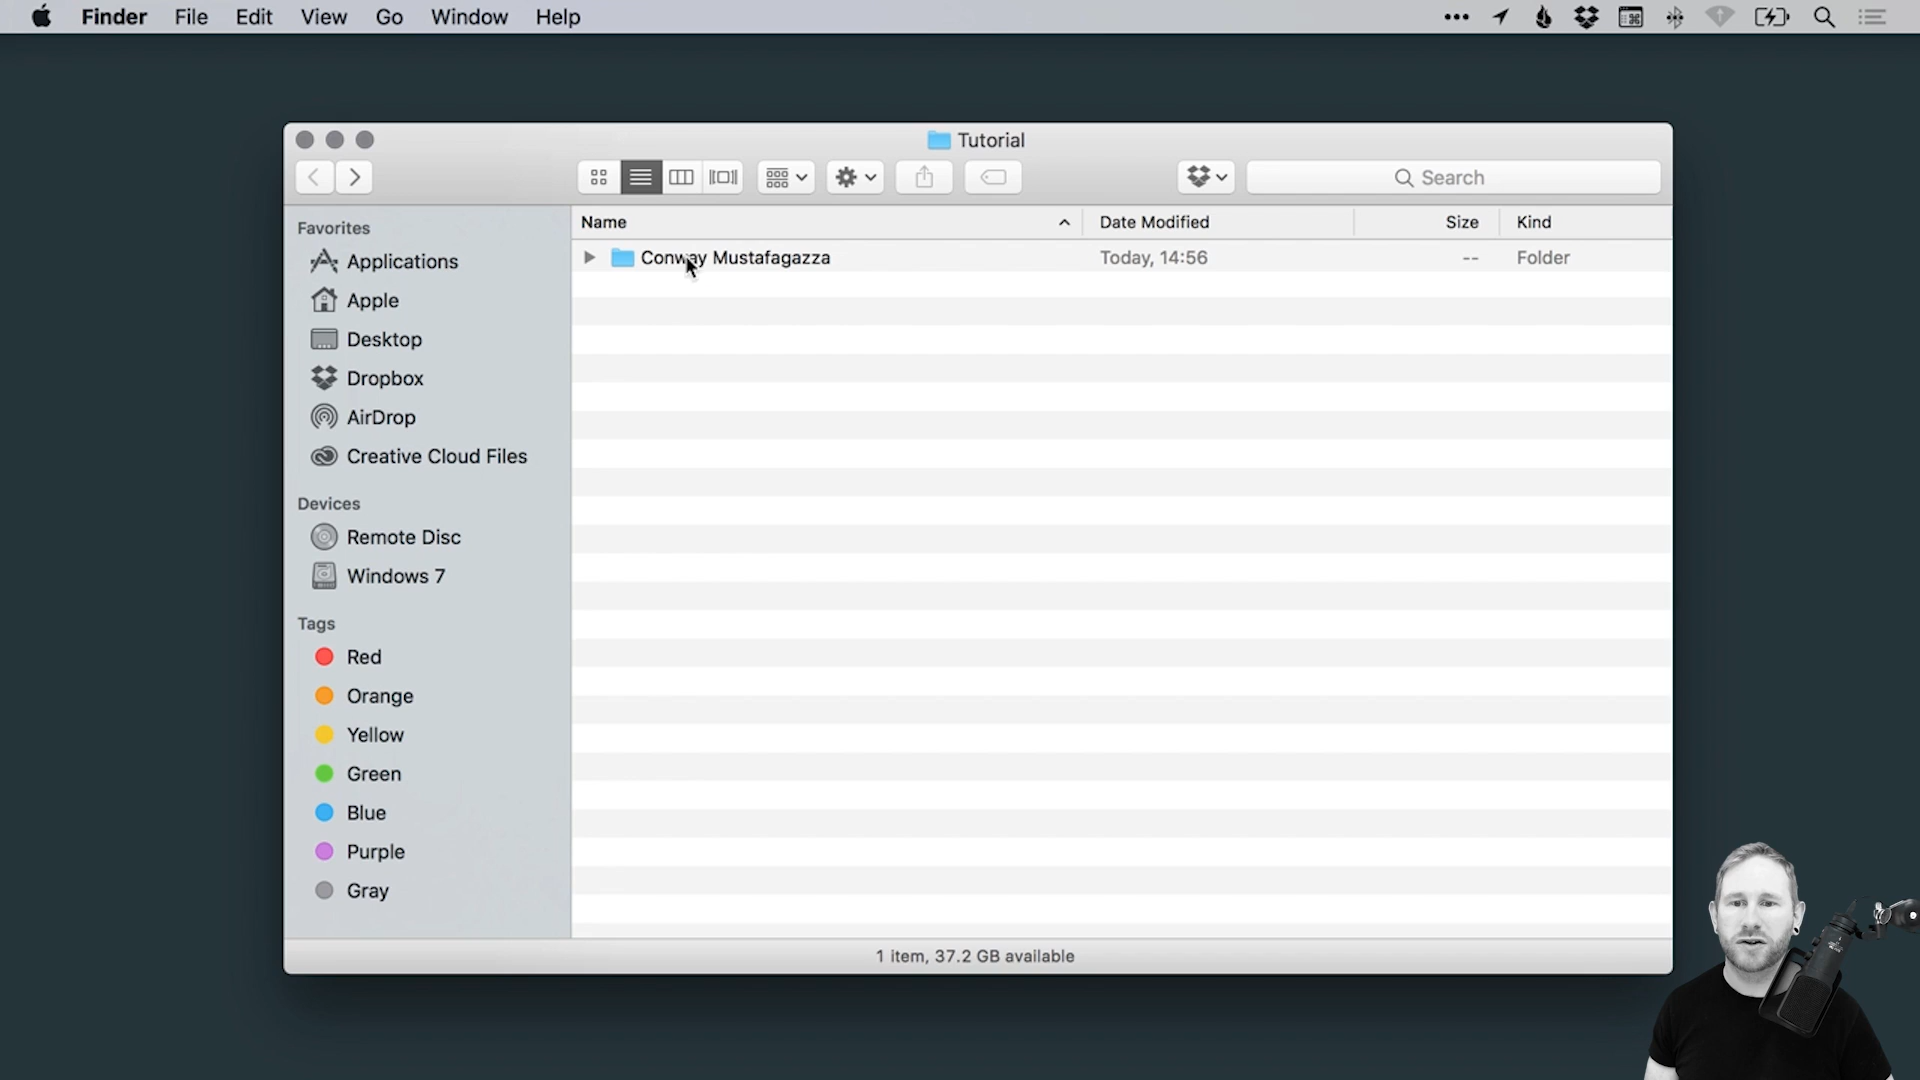 Finder File Edit View Go Window Help
Tutorial
Search
Favorites
Applications
Apple
Desktop
Dropbox
AirDrop
Creative Cloud Files
Devices
Remote Disc
Windows 7
Tags
Red
Orange
Yellow
Green
Blue
Purple
Gray
Name Date Modified Size Kind
Conway Mustafagazza Today, 14:56 -- Folder
1 item, 37.2 GB available